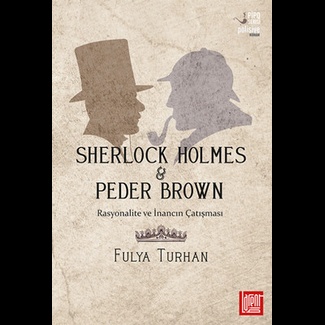 SHERLOCK HOLMES
&
PEDER BROWN
Rasyonalite ve İnancın Çatışması
FULYA TURHAN